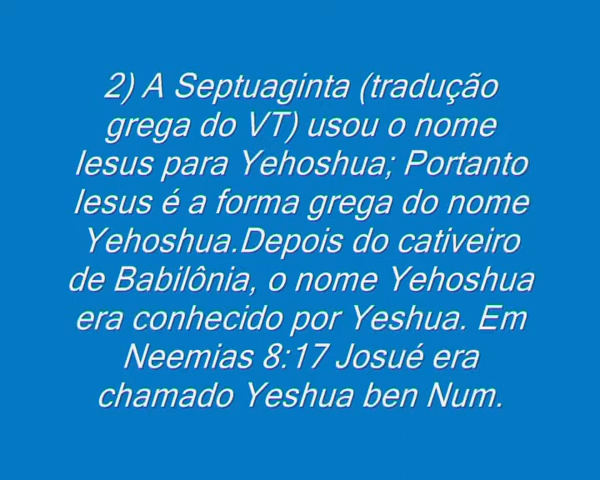 2) A Septuaginta (tradução
grega do VT) usou o nome
Iesus para Yehoshua; Portanto
Iesus é a forma grega do nome
Yehoshua.Depois do cativeiro
de Babilônia, o nome Yehoshua
era conhecido por Yeshua. Em
Neemias 8:17 Josué era
chamado Yeshua ben Num.